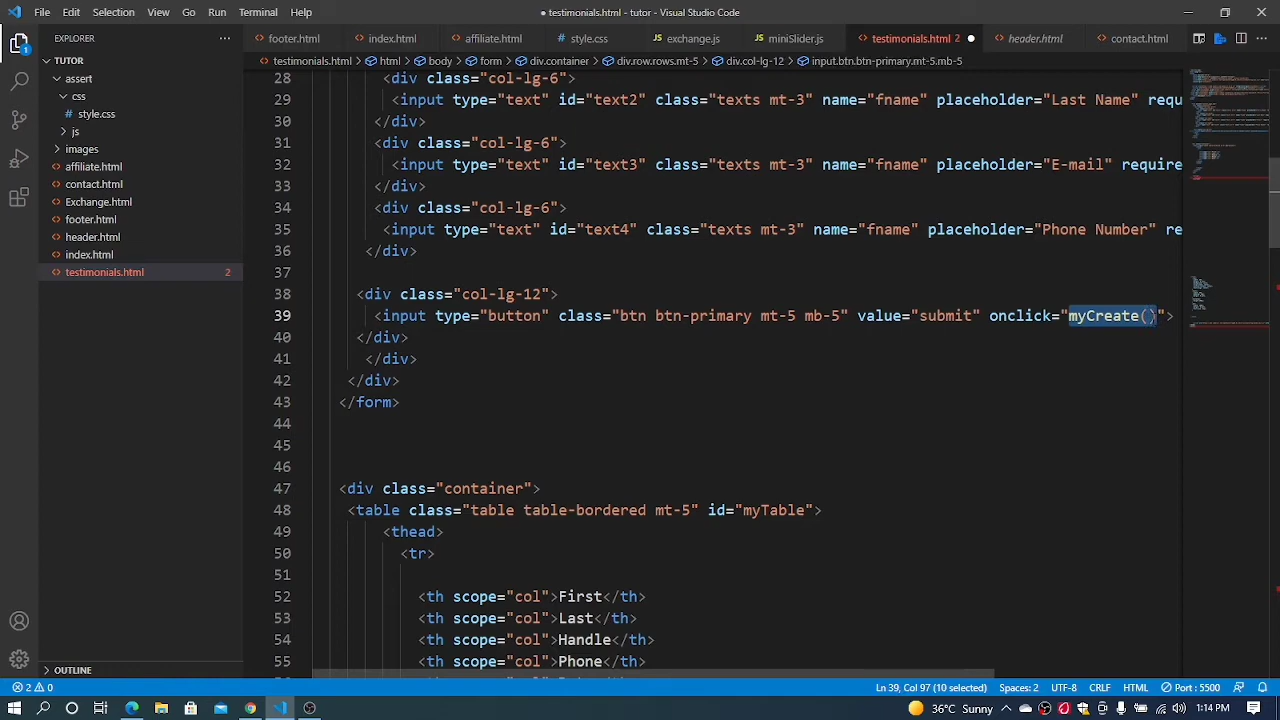 File Edit Selection View Go Run Terminal Help
● testimonials.html - tutor - Visual Studio Code
EXPLORER ...
1
TUTOR
assert
css
# style.css
js
images
<> affiliate.html
<> contact.html
<> Exchange.html
<> footer.html
<> header.html
<> index.html
<> testimonials.html 2
OUTLINE
<> footer.html <> index.html <> affiliate.html # style.css JS exchange.js JS miniSlider.js <> testimonials.html 2 ● <> header.html <> contact.html ...
<> testimonials.html > html > body > form > div.container > div.row.rows.mt-5 > div.col-lg-12 > input.btn.btn-primary.mt-5.mb-5
28 <div class="col-lg-6">
29 <input type="text" id="text2" class="texts mt-3" name="fname" placeholder="Last Name" requ
30 </div>
31 <div class="col-lg-6">
32 <input type="text" id="text3" class="texts mt-3" name="fname" placeholder="E-mail" require
33 </div>
34 <div class="col-lg-6">
35 <input type="text" id="text4" class="texts mt-3" name="fname" placeholder="Phone Number" re
36 </div>
37
38 <div class="col-lg-12">
39 <input type="button" class="btn btn-primary mt-5 mb-5" value="submit" onclick="myCreate()">
40 </div>
41 </div>
42 </div>
43 </form>
44
45
46
47 <div class="container">
48 <table class="table table-bordered mt-5" id="myTable">
49 <thead>
50 <tr>
51
52 <th scope="col">First</th>
53 <th scope="col">Last</th>
54 <th scope="col">Handle</th>
55 <th scope="col">Phone</th>
2 0 Ln 39, Col 97 (10 selected) Spaces: 2 UTF-8 CRLF HTML Port : 5500
36°C Sunny ENG 1:14 PM